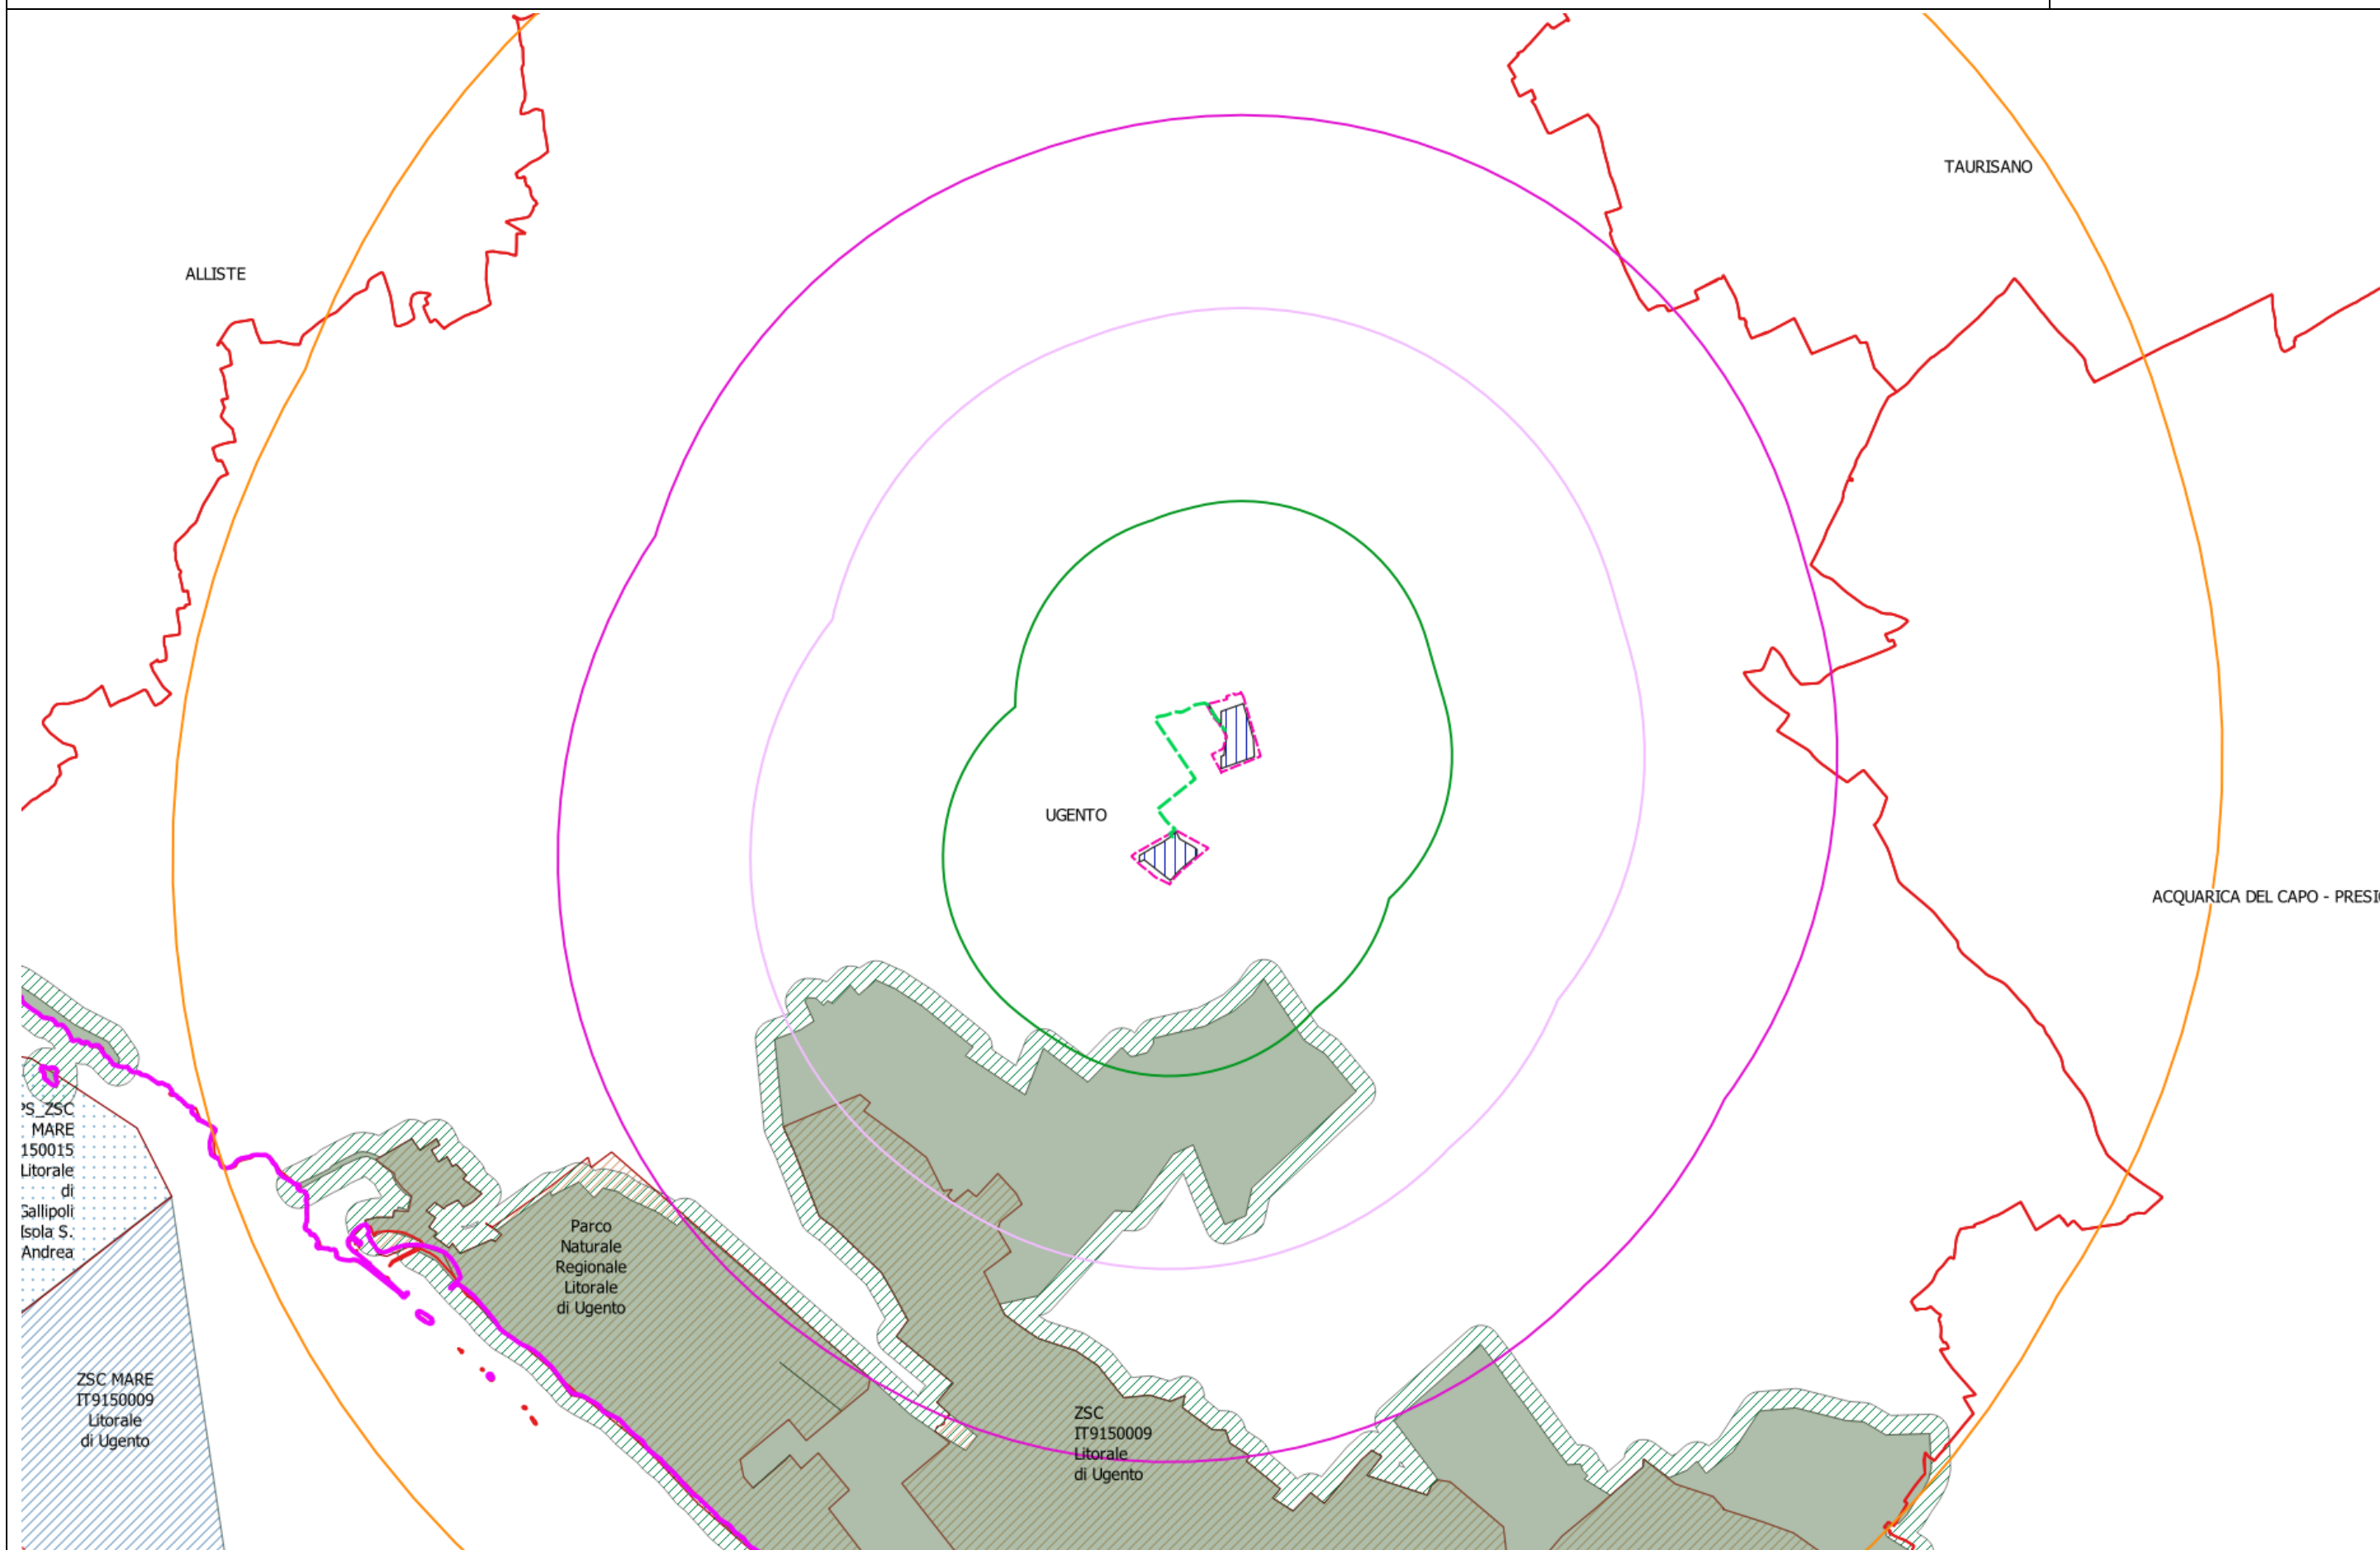 TAURISANO
ALLISTE
UGENTO
ACQUARICA DEL CAPO -
MARE
150015
Litorale
di
Gallipoli
Isola S.
Andrea
Parco
Naturale
Regionale
Litorale
di Ugento
ZSC MARE
IT9150009
Litorale
di Ugento
ZSC
IT9150009
Litorale
di Ugento